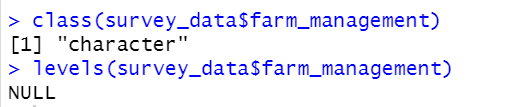 > class(survey_data$farm_management)
[1] "character"
> levels(survey_data$farm_management)
NULL